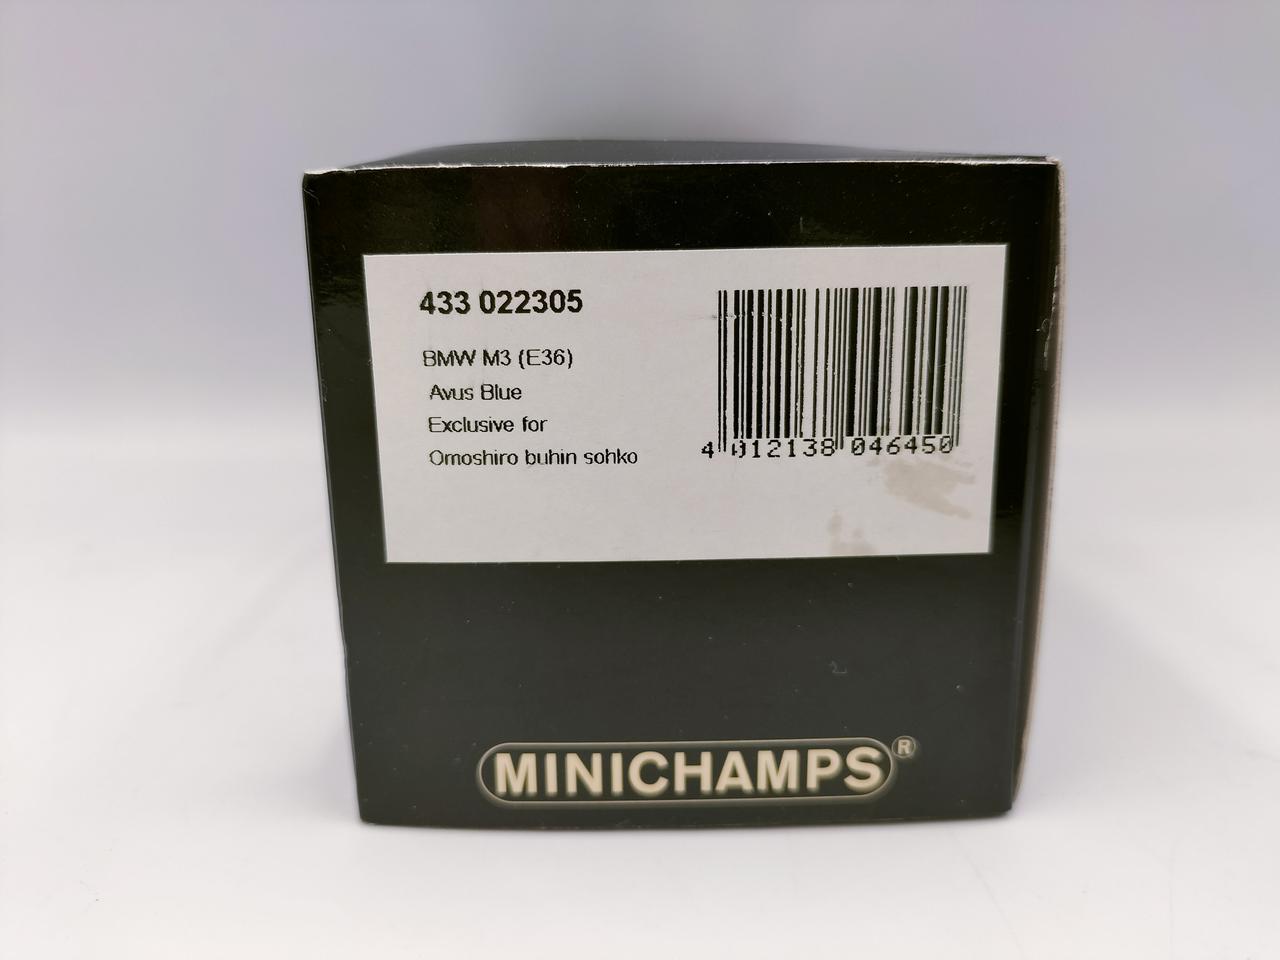 433 022305
BMW M3 (E36)
Avus Blue
Exclusive for
Omoshiro buhin sohko
4 012138 046450
MINICHAMPS®